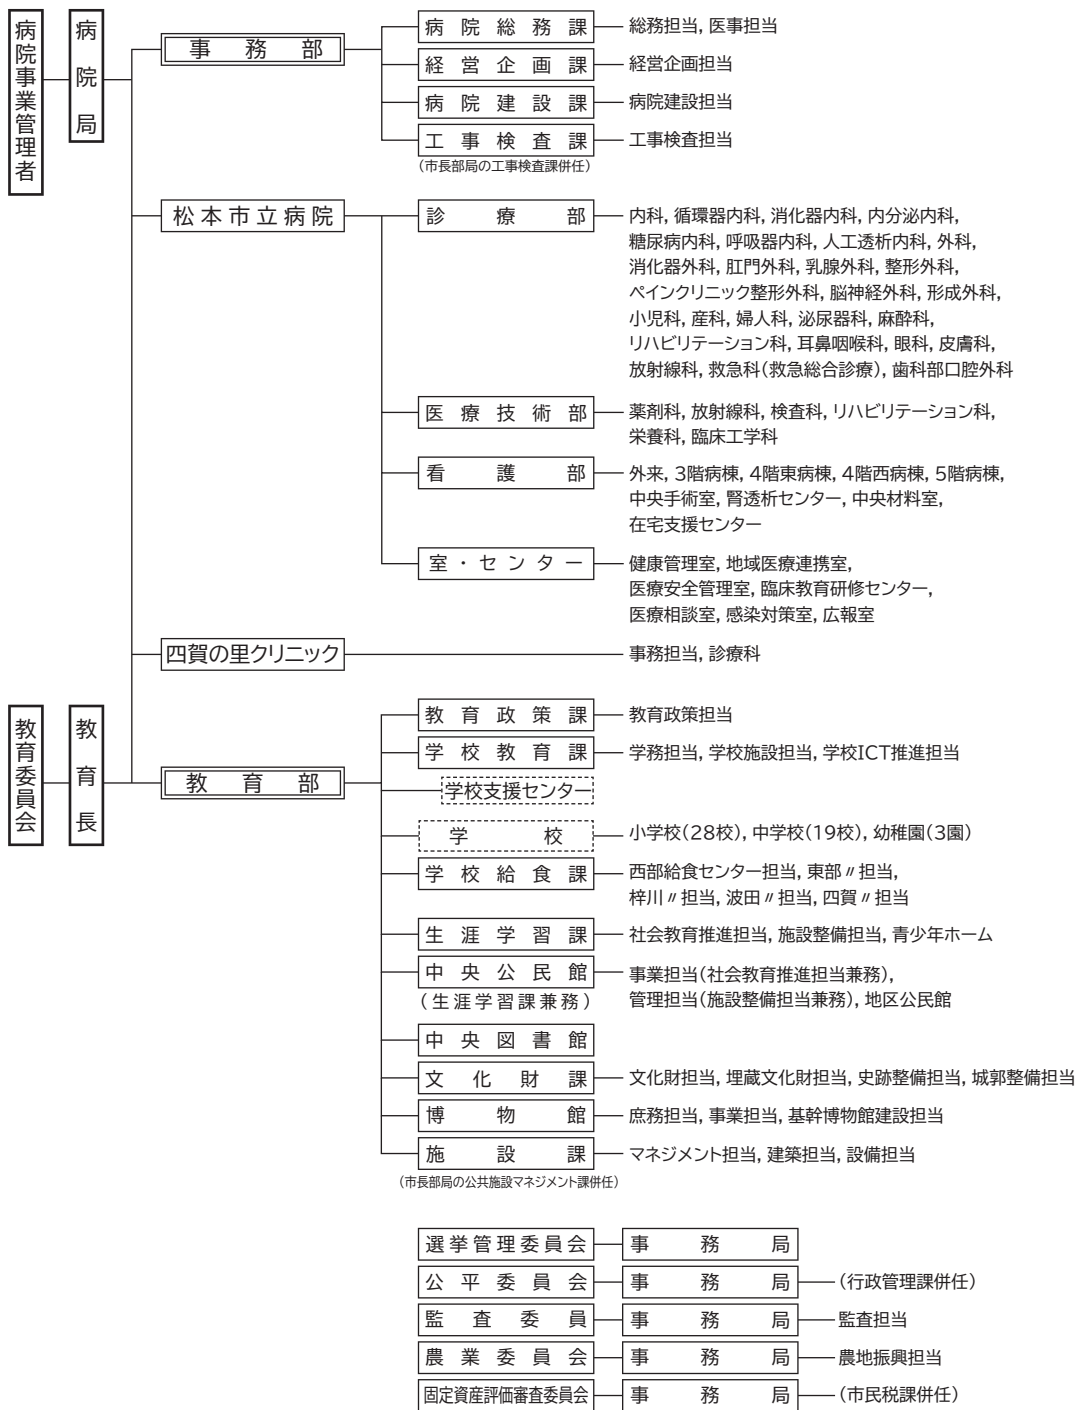 病院事業管理者
病院局
事務部
病院総務課 総務担当, 医事担当
経営企画課 経営企画担当
病院建設課 病院建設担当
工事検査課 工事検査担当
(市長部局の工事検査課併任)
松本市立病院
診療部 内科, 循環器内科, 消化器内科, 内分泌内科,
糖尿病内科, 呼吸器内科, 人工透析内科, 外科,
消化器外科, 肛門外科, 乳腺外科, 整形外科,
ペインクリニック整形外科, 脳神経外科, 形成外科,
小児科, 産科, 婦人科, 泌尿器科, 麻酔科,
リハビリテーション科, 耳鼻咽喉科, 眼科, 皮膚科,
放射線科, 救急科(救急総合診療), 歯科部口腔外科
医療技術部 薬剤科, 放射線科, 検査科, リハビリテーション科,
栄養科, 臨床工学科
看護部 外来, 3階病棟, 4階東病棟, 4階西病棟, 5階病棟,
中央手術室, 腎透析センター, 中央材料室,
在宅支援センター
室・センター 健康管理室, 地域医療連携室,
医療安全管理室, 臨床教育研修センター,
医療相談室, 感染対策室, 広報室
四賀の里クリニック 事務担当, 診療科
教育委員会
教育長
教育部
教育政策課 教育政策担当
学校教育課 学務担当, 学校施設担当, 学校ICT推進担当
学校支援センター
学校 小学校(28校), 中学校(19校), 幼稚園(3園)
学校給食課 西部給食センター担当, 東部〃担当,
梓川〃担当, 波田〃担当, 四賀〃担当
生涯学習課 社会教育推進担当, 施設整備担当, 青少年ホーム
中央公民館 事業担当(社会教育推進担当兼務),
(生涯学習課兼務) 管理担当(施設整備担当兼務), 地区公民館
中央図書館
文化財課 文化財担当, 埋蔵文化財担当, 史跡整備担当, 城郭整備担当
博物館 庶務担当, 事業担当, 基幹博物館建設担当
施設課 マネジメント担当, 建築担当, 設備担当
(市長部局の公共施設マネジメント課併任)
選挙管理委員会 事務局
公平委員会 事務局 (行政管理課併任)
監査委員 事務局 監査担当
農業委員会 事務局 農地振興担当
固定資産評価審査委員会 事務局 (市民税課併任)